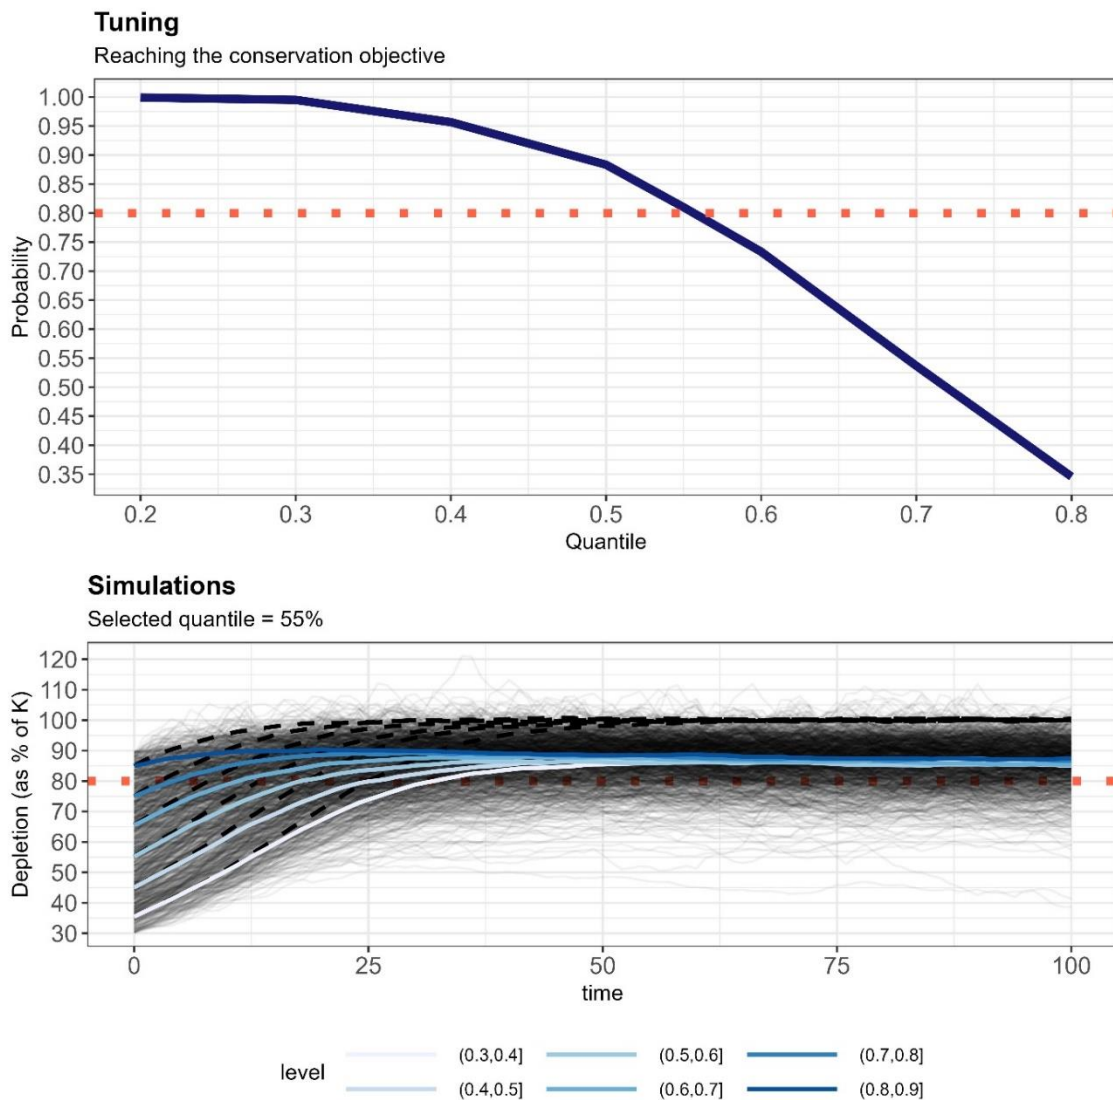 Tuning
Reaching the conservation objective
Probability
1.00
0.95
0.90
0.85
0.80
0.75
0.70
0.65
0.60
0.55
0.50
0.45
0.40
0.35
0.2 0.3 0.4 0.5 0.6 0.7 0.8
Quantile
Simulations
Selected quantile = 55%
Depletion (as % of K)
120
110
100
90
80
70
60
50
40
30
0 25 50 75 100
time
level
(0.3,0.4] (0.5,0.6] (0.7,0.8]
(0.4,0.5] (0.6,0.7] (0.8,0.9]